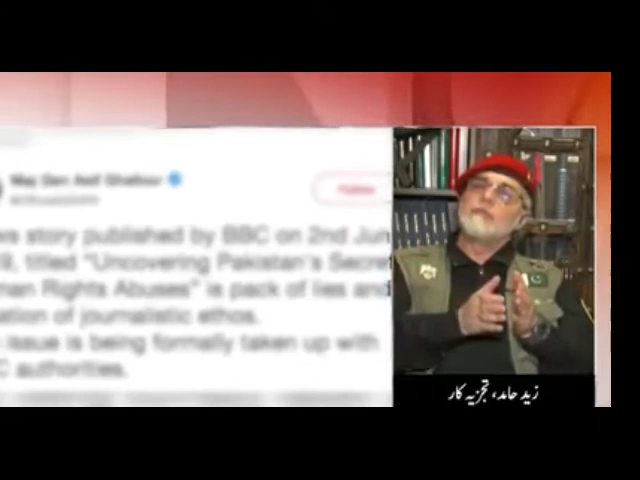 Maj Gen Asif Ghafoor
Follow
story published by BBC on 2nd Jun
titled "Uncovering Pakistan's Secret
Rights Abuses" is pack of lies and
of journalistic ethos.
issue is being formally taken up with
authorities.
زید حامد، تجزیہ کار